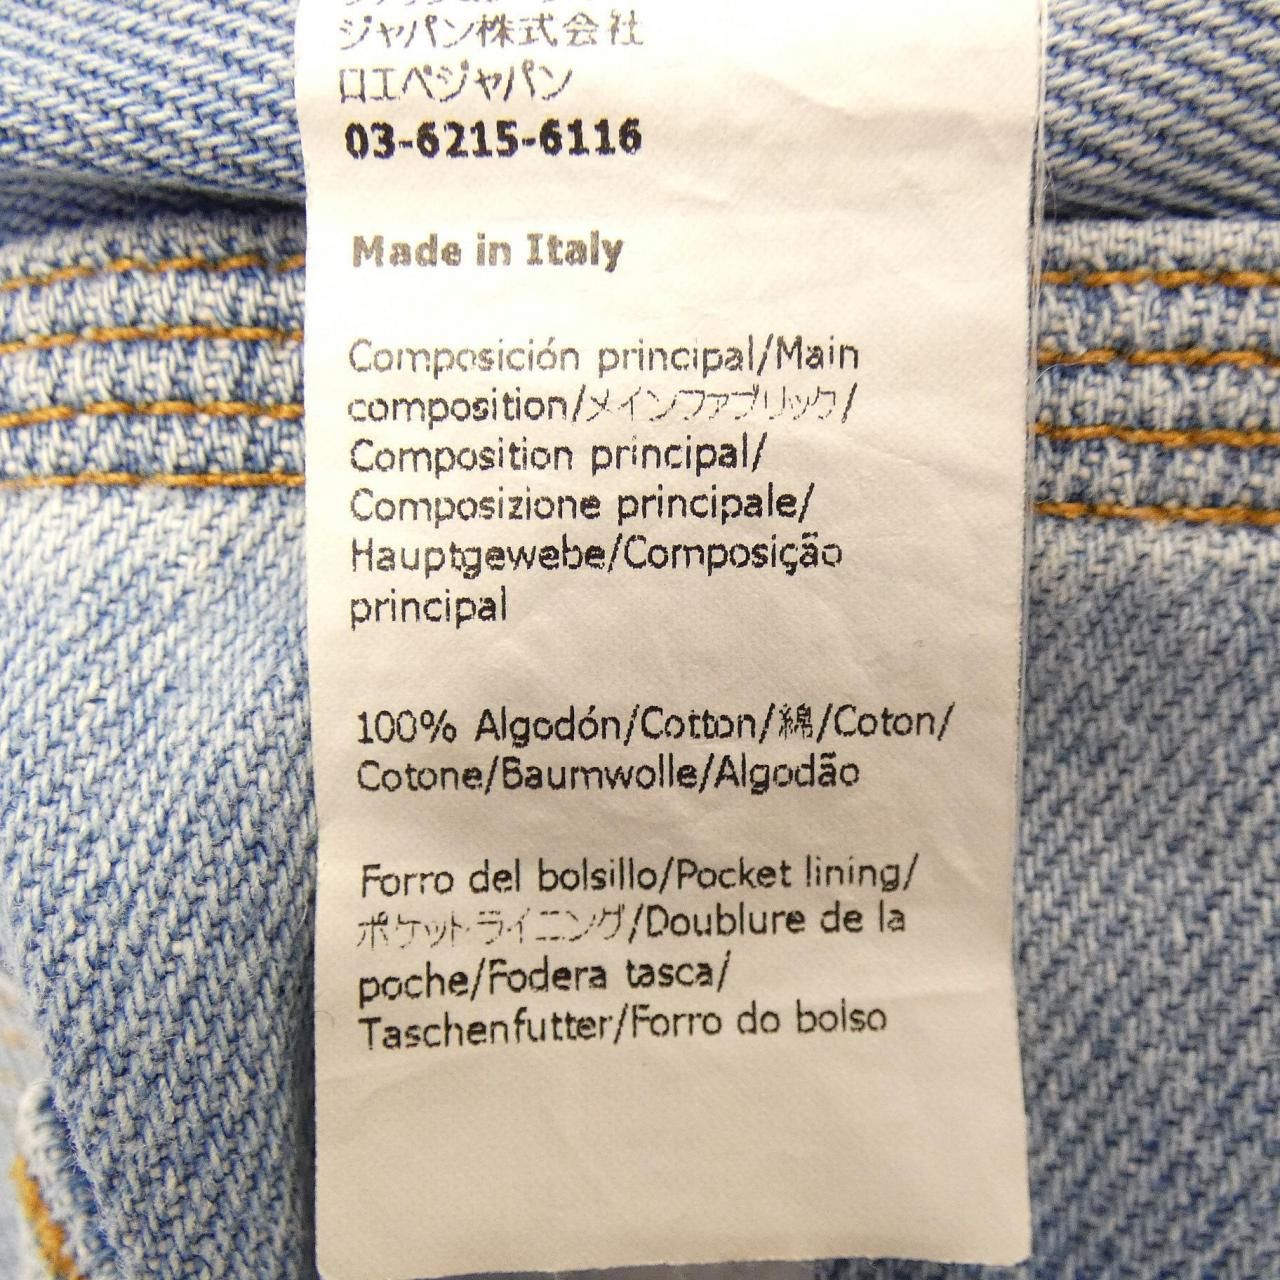 ジャパン株式会社
ロエベジャパン
03-6215-6116
Made in Italy
Composición principal/Main
composition/メインファブリック/
Composition principal/
Composizione principale/
Hauptgewebe/Composição
principal
100% Algodón/Cotton/綿/Coton/
Cotone/Baumwolle/Algodão
Forro del bolsillo/Pocket lining/
ポケットライニング/Doublure de la
poche/Fodera tasca/
Taschenfutter/Forro do bolso